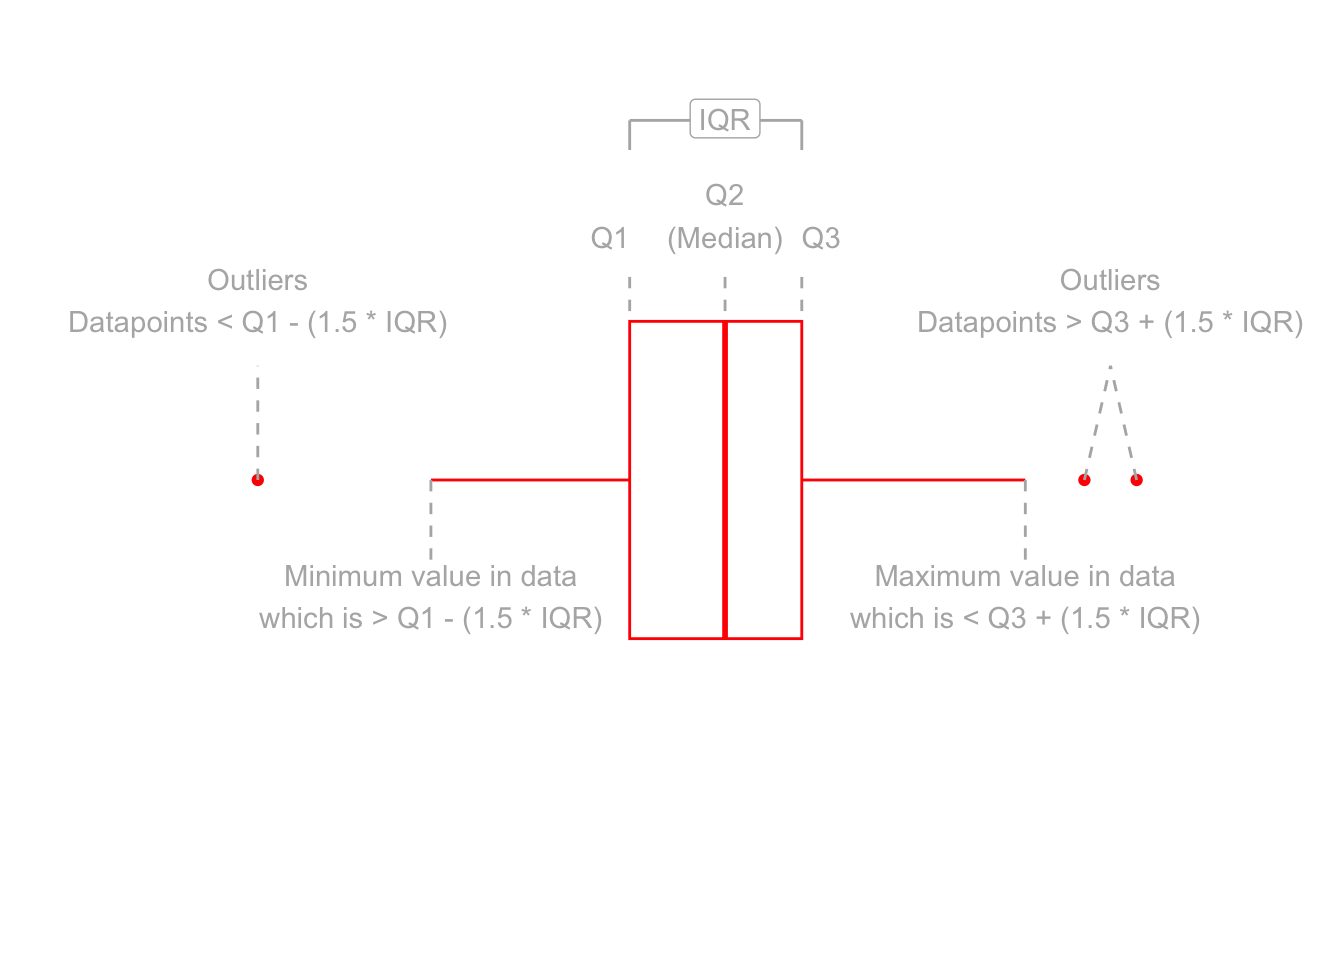 IQR
Q2
Q1
(Median)
Q3
Outliers
Datapoints < Q1 - (1.5 * IQR)
Outliers
Datapoints > Q3 + (1.5 * IQR)
Minimum value in data
which is > Q1 - (1.5 * IQR)
Maximum value in data
which is < Q3 + (1.5 * IQR)